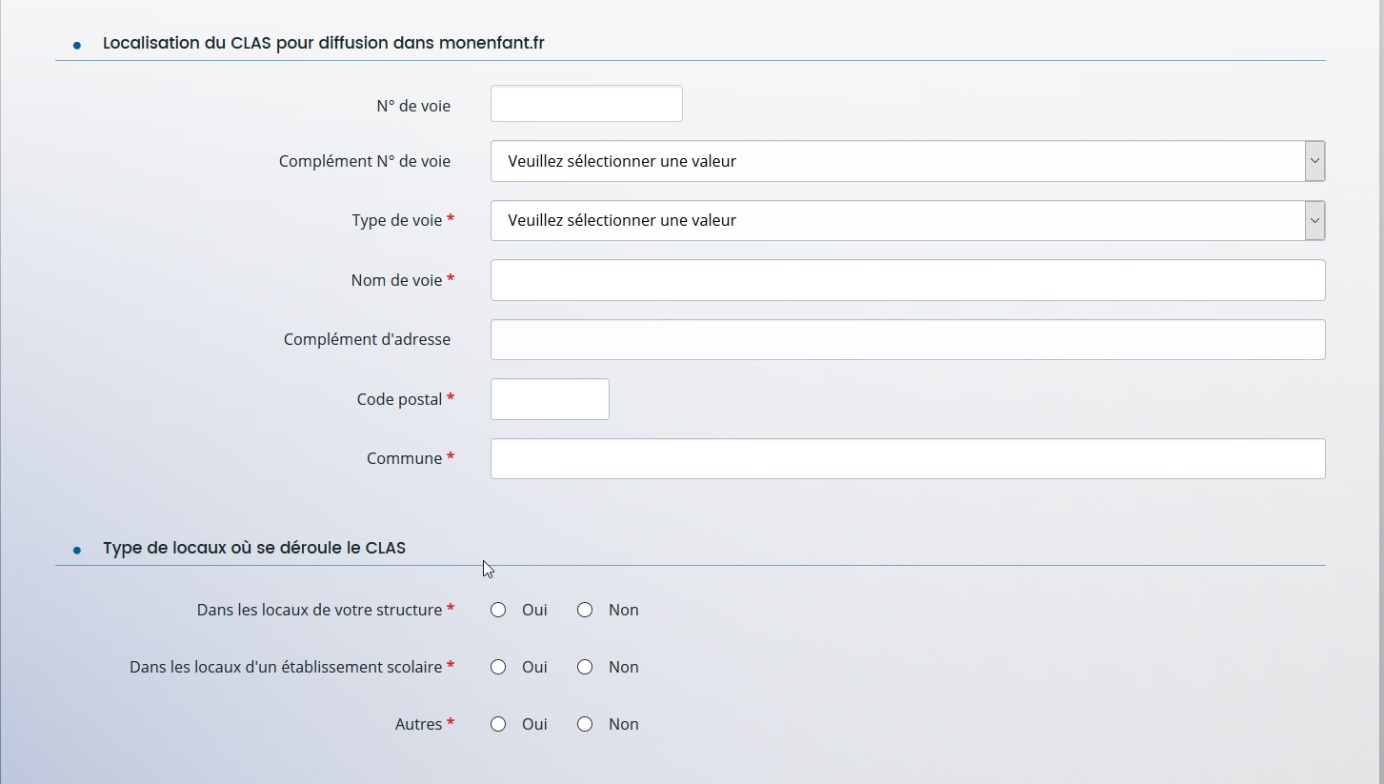 Localisation du CLAS pour diffusion dans monenfant.fr
N° de voie
Complément N° de voie Veuillez sélectionner une valeur
Type de voie * Veuillez sélectionner une valeur
Nom de voie *
Complément d'adresse
Code postal *
Commune *
Type de locaux où se déroule le CLAS
Dans les locaux de votre structure * Oui Non
Dans les locaux d'un établissement scolaire * Oui Non
Autres * Oui Non